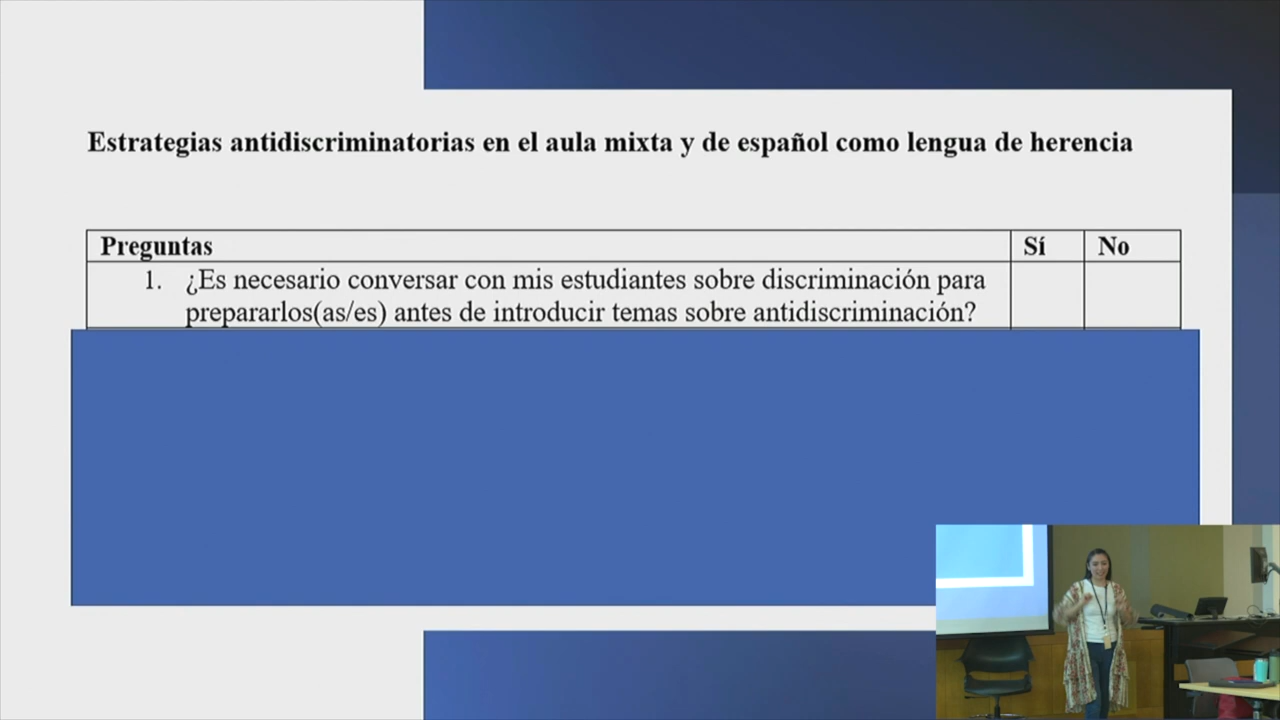 Estrategias antidiscriminatorias en el aula mixta y de español como lengua de herencia
Preguntas Sí No
1. ¿Es necesario conversar con mis estudiantes sobre discriminación para
prepararlos(as/es) antes de introducir temas sobre antidiscriminación?